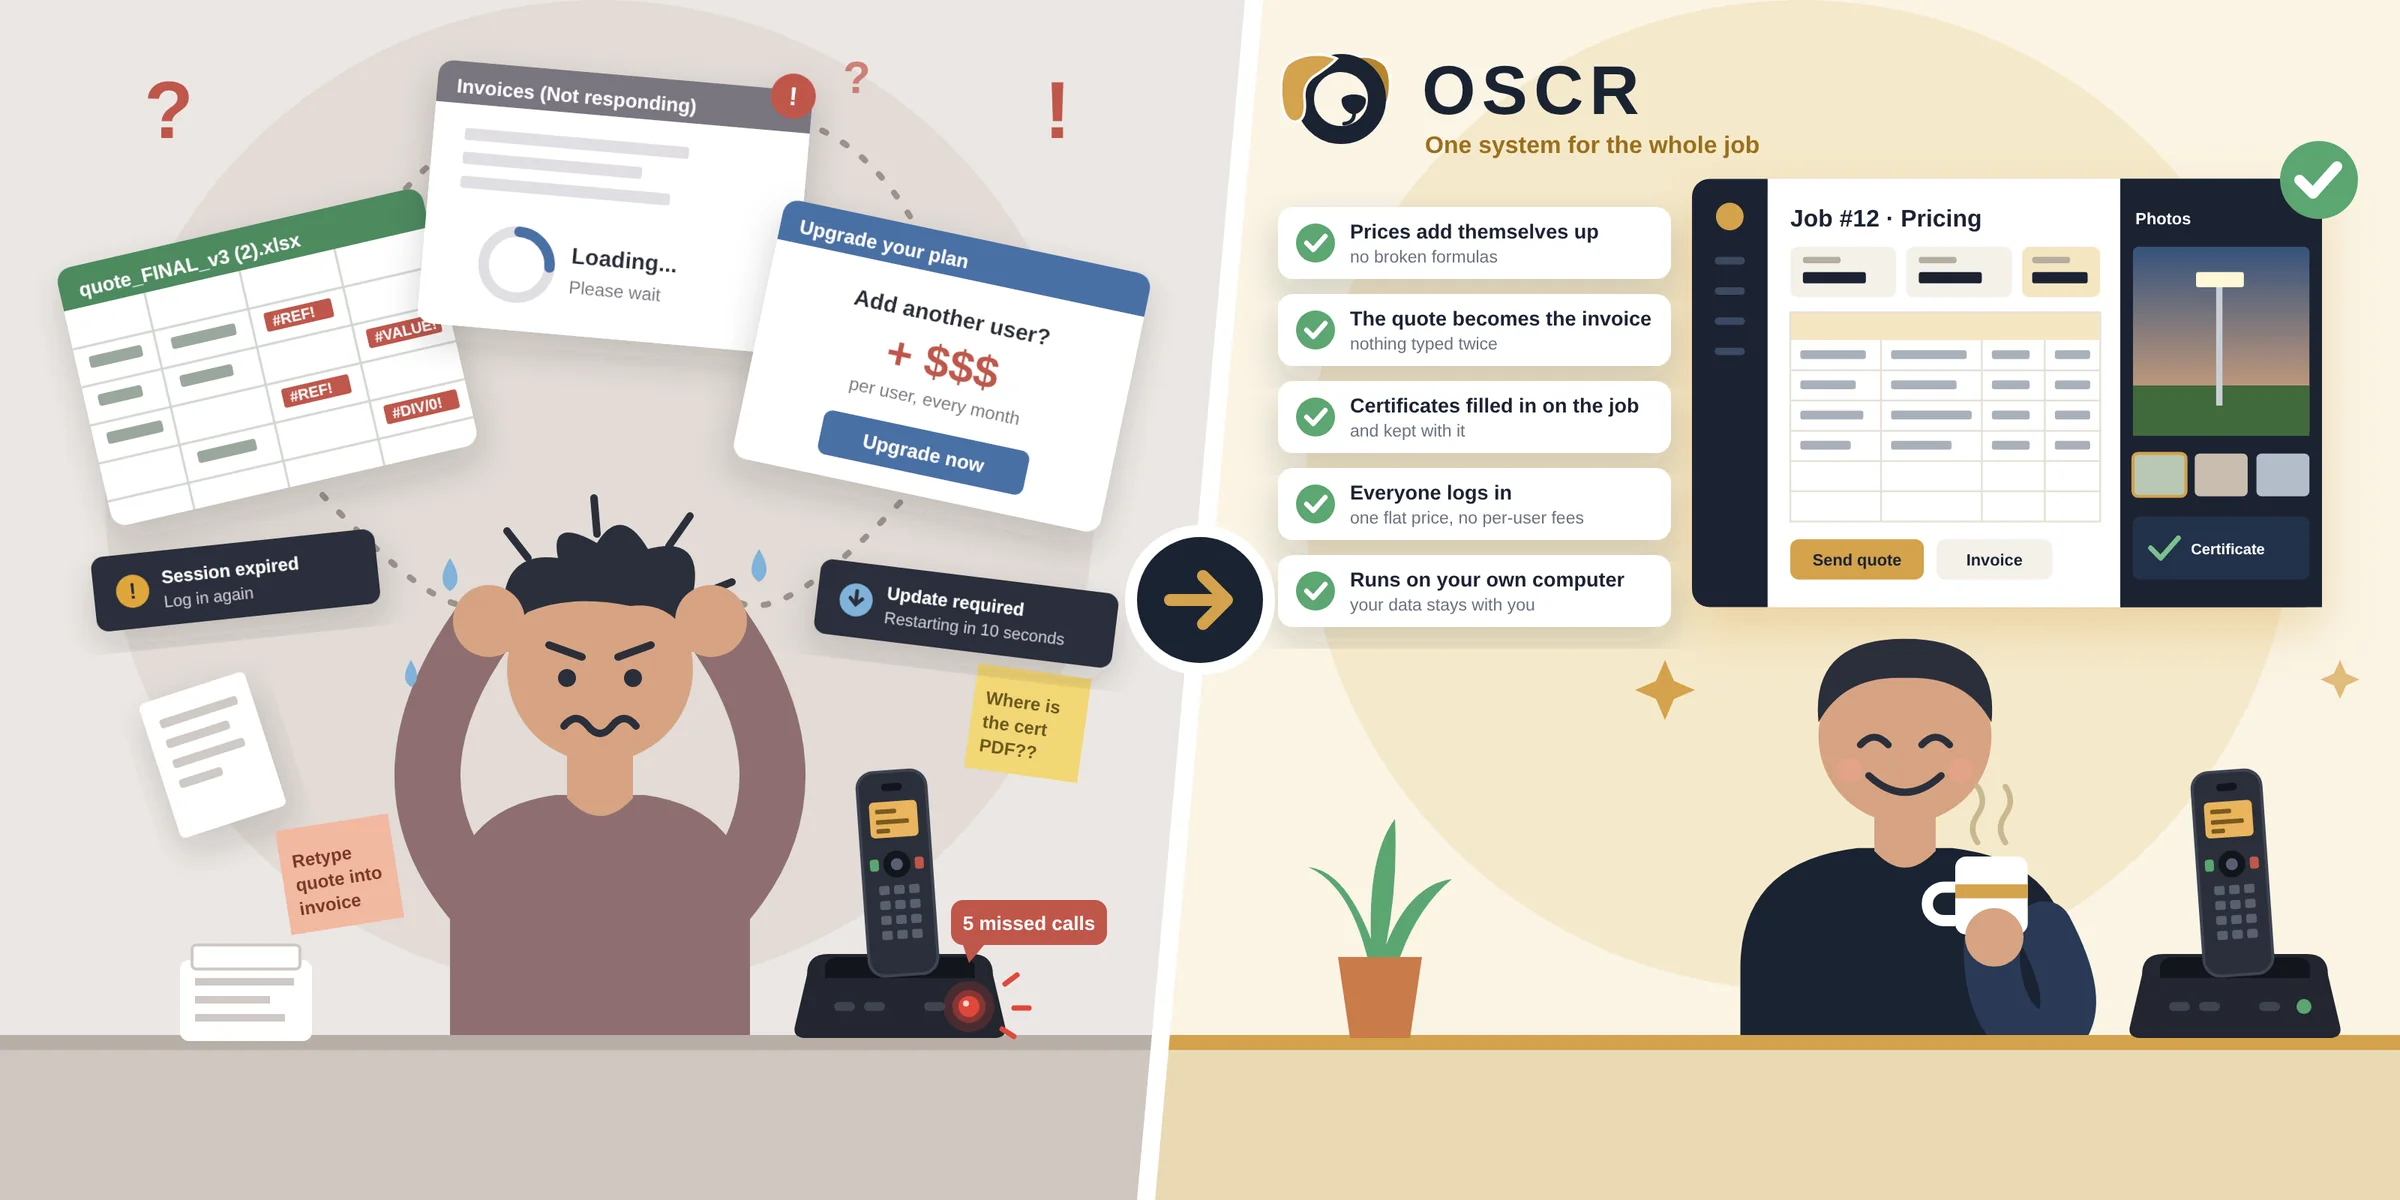 ?
Invoices (Not responding)
!
?
!
Loading...
Please wait
quote_FINAL_v3 (2).xlsx
#REF!
#VALUE!
#REF!
#DIV/0!
Upgrade your plan
Add another user?
+ $$$
per user, every month
Upgrade now
!
Session expired
Log in again
Update required
Restarting in 10 seconds
Where is
the cert
PDF??
Retype
quote into
invoice
5 missed calls
OSCR
One system for the whole job
Prices add themselves up
no broken formulas
The quote becomes the invoice
nothing typed twice
Certificates filled in on the job
and kept with it
Everyone logs in
one flat price, no per-user fees
Runs on your own computer
your data stays with you
Job #12 · Pricing
Send quote
Invoice
Photos
Certificate